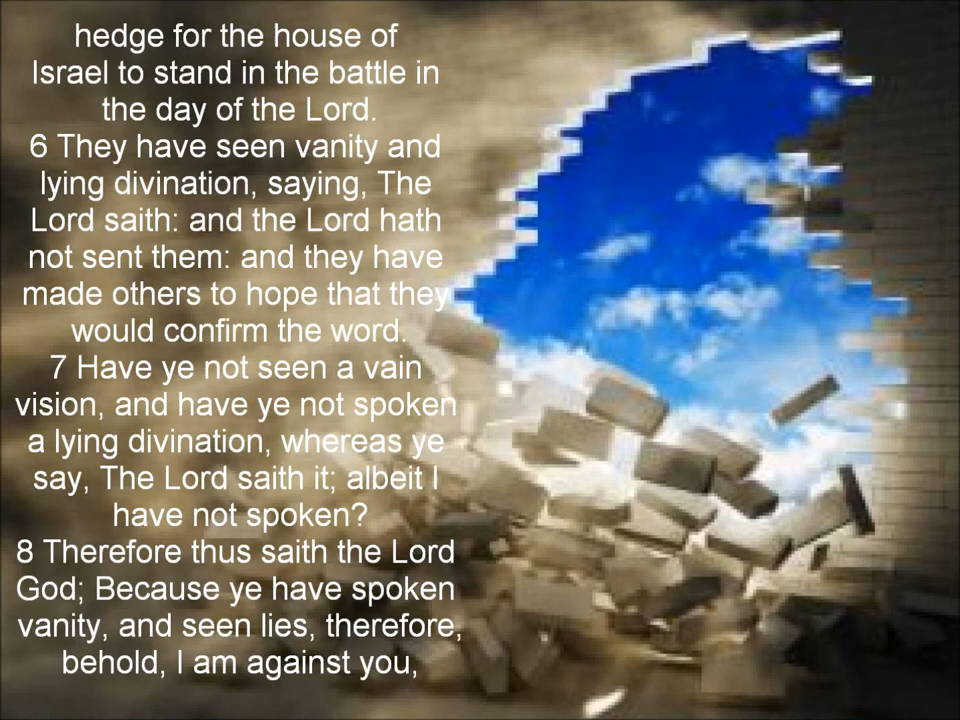 hedge for the house of
Israel to stand in the battle in
the day of the Lord.
6 They have seen vanity and
lying divination, saying, The
Lord saith: and the Lord hath
not sent them: and they have
made others to hope that they
would confirm the word.
7 Have ye not seen a vain
vision, and have ye not spoken
a lying divination, whereas ye
say, The Lord saith it; albeit I
have not spoken?
8 Therefore thus saith the Lord
God; Because ye have spoken
vanity, and seen lies, therefore,
behold, I am against you,